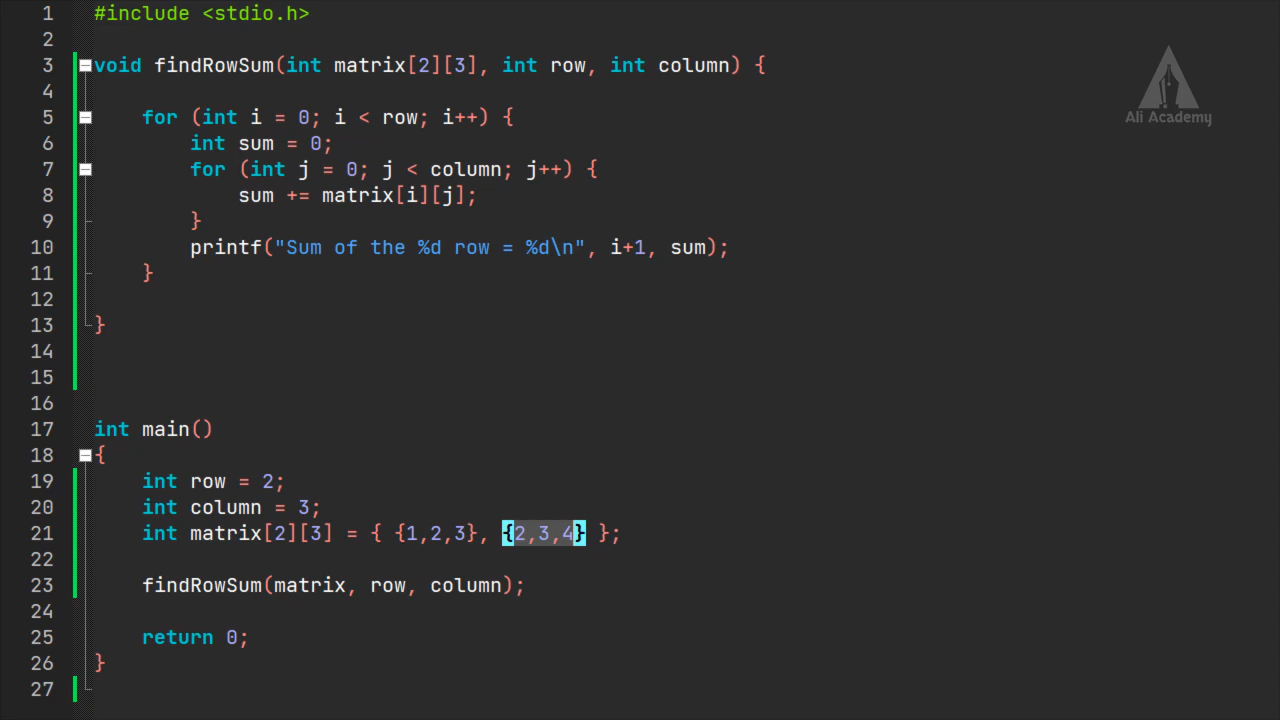 1 #include <stdio.h>
2
3 void findRowSum(int matrix[2][3], int row, int column) {
4
5     for (int i = 0; i < row; i++) {
6         int sum = 0;
7         for (int j = 0; j < column; j++) {
8             sum += matrix[i][j];
9         }
10         printf("Sum of the %d row = %d\n", i+1, sum);
11     }
12
13 }
14
15
16
17 int main()
18 {
19     int row = 2;
20     int column = 3;
21     int matrix[2][3] = { {1,2,3}, {2,3,4} };
22
23     findRowSum(matrix, row, column);
24
25     return 0;
26 }
27
Ali Academy